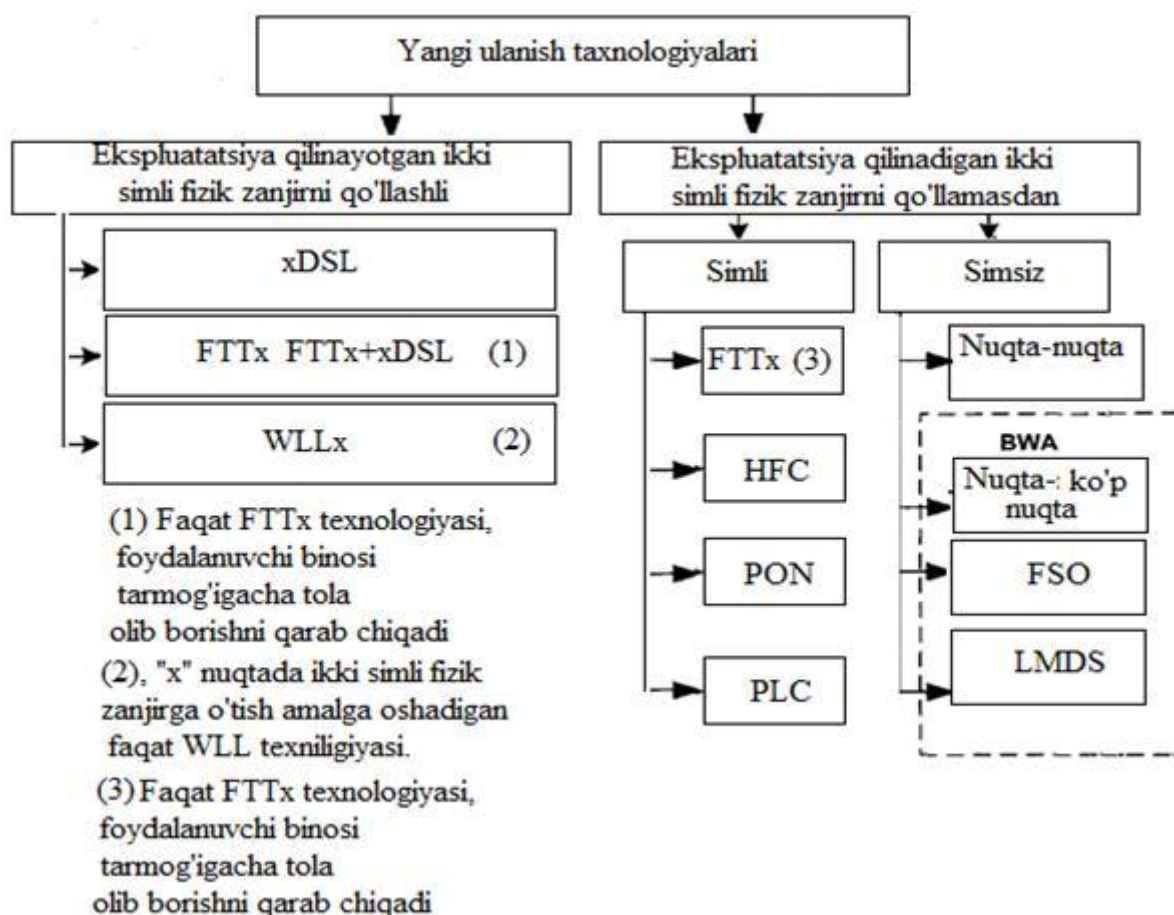 Yangi ulanish taxnologiyalari
Ekspluatatsiya qilinayotgan ikki
simli fizik zanjirni qo'llashli
xDSL
FTTx FTTx+xDSL (1)
WLLx (2)
(1) Faqat FTTx texnologiyasi,
foydalanuvchi binosi
tarmog'igacha tola
olib borishni qarab chiqadi
(2), "x" nuqtada ikki simli fizik
zanjirga o'tish amalga oshadigan
faqat WLL texniligiyasi.
(3) Faqat FTTx texnologiyasi,
foydalanuvchi binosi
tarmog'igacha tola
olib borishni qarab chiqadi
Ekspluatatsiya qilinadigan ikki
simli fizik zanjirni qo'llamasdan
Simli
FTTx (3)
HFC
PON
PLC
Simsiz
Nuqta-nuqta
BWA
Nuqta-: ko'p
nuqta
FSO
LMDS